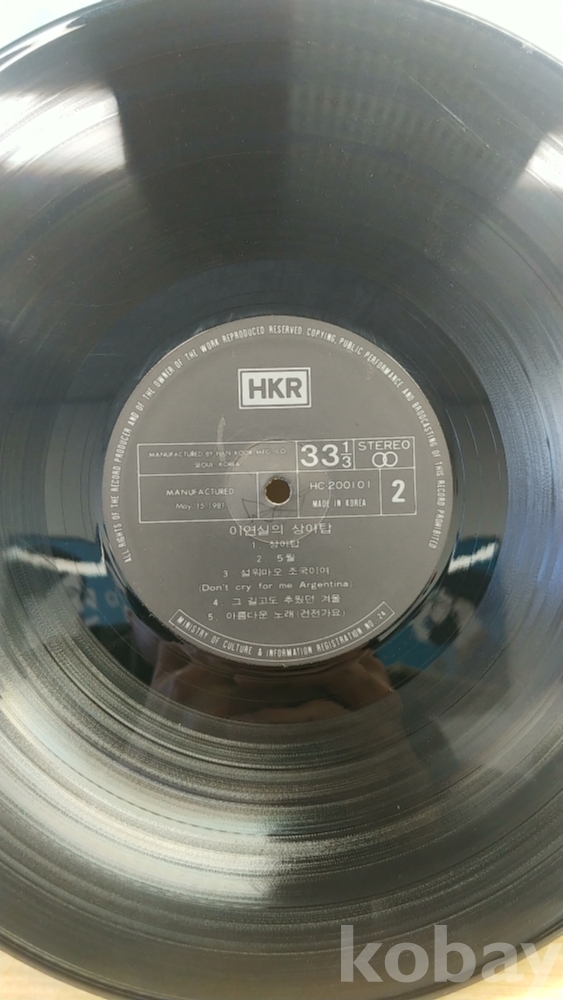 ALL RIGHTS OF THE RECORD PRODUCER AND OF THE OWNER OF THE WORK REPRODUCED RESERVED. COPYING, PUBLIC PERFORMANCE AND BROADCASTING OF THIS RECORD PROHIBITED
HKR
MANUFACTURED BY HAN KOOK MFG. CO.
SEOUL KOREA
33 1/3
STEREO
MANUFACTURED
May 15 1981
HC-200101
MADE IN KOREA
2
이연실의 상아탑
1. 상아탑
2. 5월
3. 설워마오 조국이여
(Don't cry for me Argentina)
4. 그 길고도 추웠던 겨울
5. 아름다운 노래(건전가요)
MINISTRY OF CULTURE & INFORMATION REGISTRATION NO. 24
kobay